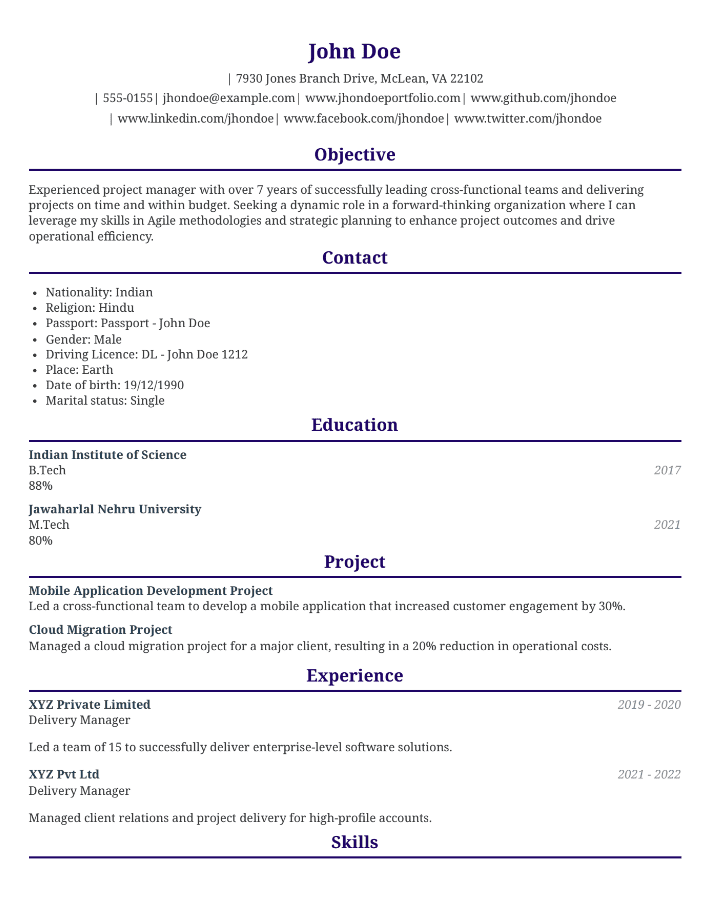 John Doe
| 7930 Jones Branch Drive, McLean, VA 22102
| 555-0155| jhondoe@example.com| www.jhondoeportfolio.com| www.github.com/jhondoe
| www.linkedin.com/jhondoe| www.facebook.com/jhondoe| www.twitter.com/jhondoe
Objective
Experienced project manager with over 7 years of successfully leading cross-functional teams and delivering
projects on time and within budget. Seeking a dynamic role in a forward-thinking organization where I can
leverage my skills in Agile methodologies and strategic planning to enhance project outcomes and drive
operational efficiency.
Contact
• Nationality: Indian
• Religion: Hindu
• Passport: Passport - John Doe
• Gender: Male
• Driving Licence: DL - John Doe 1212
• Place: Earth
• Date of birth: 19/12/1990
• Marital status: Single
Education
Indian Institute of Science
B.Tech 2017
88%
Jawaharlal Nehru University
M.Tech 2021
80%
Project
Mobile Application Development Project
Led a cross-functional team to develop a mobile application that increased customer engagement by 30%.
Cloud Migration Project
Managed a cloud migration project for a major client, resulting in a 20% reduction in operational costs.
Experience
XYZ Private Limited 2019 - 2020
Delivery Manager
Led a team of 15 to successfully deliver enterprise-level software solutions.
XYZ Pvt Ltd 2021 - 2022
Delivery Manager
Managed client relations and project delivery for high-profile accounts.
Skills